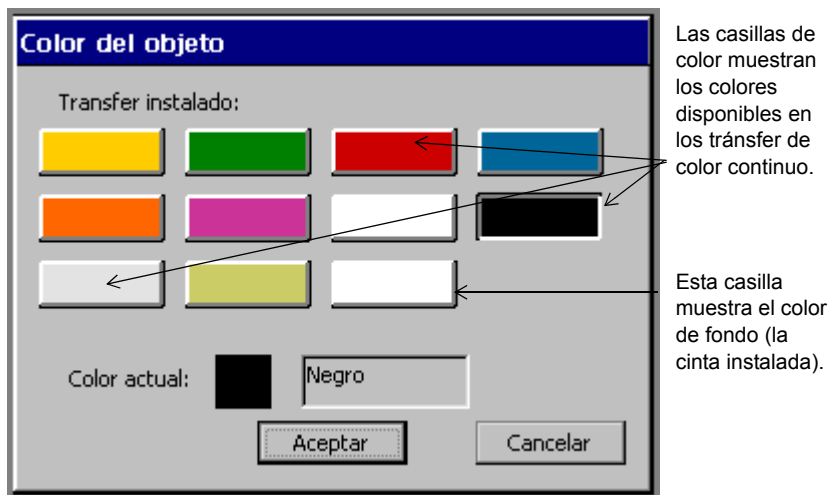 Color del objeto
Transfer instalado:
Color actual:
Negro
Aceptar
Cancelar
Las casillas de
color muestran
los colores
disponibles en
los tránsfer de
color continuo.
Esta casilla
muestra el color
de fondo (la
cinta instalada).